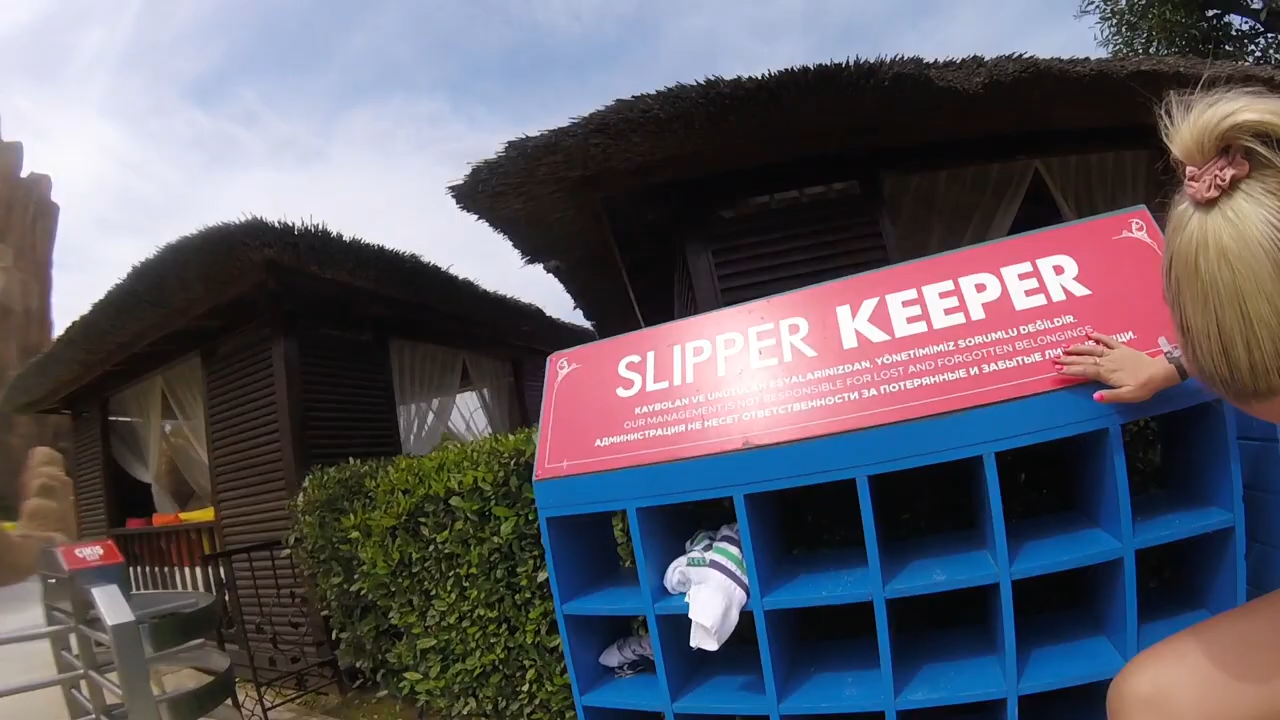 SLIPPER KEEPER
KAYBOLAN VE UNUTULAN EŞYALARINIZDAN, YÖNETİMİMİZ SORUMLU DEĞİLDİR.
OUR MANAGEMENT IS NOT RESPONSIBLE FOR LOST AND FORGOTTEN BELONGINGS.
АДМИНИСТРАЦИЯ НЕ НЕСЕТ ОТВЕТСТВЕННОСТИ ЗА ПОТЕРЯННЫЕ И ЗАБЫТЫЕ
ÇIKIŞ
EXIT